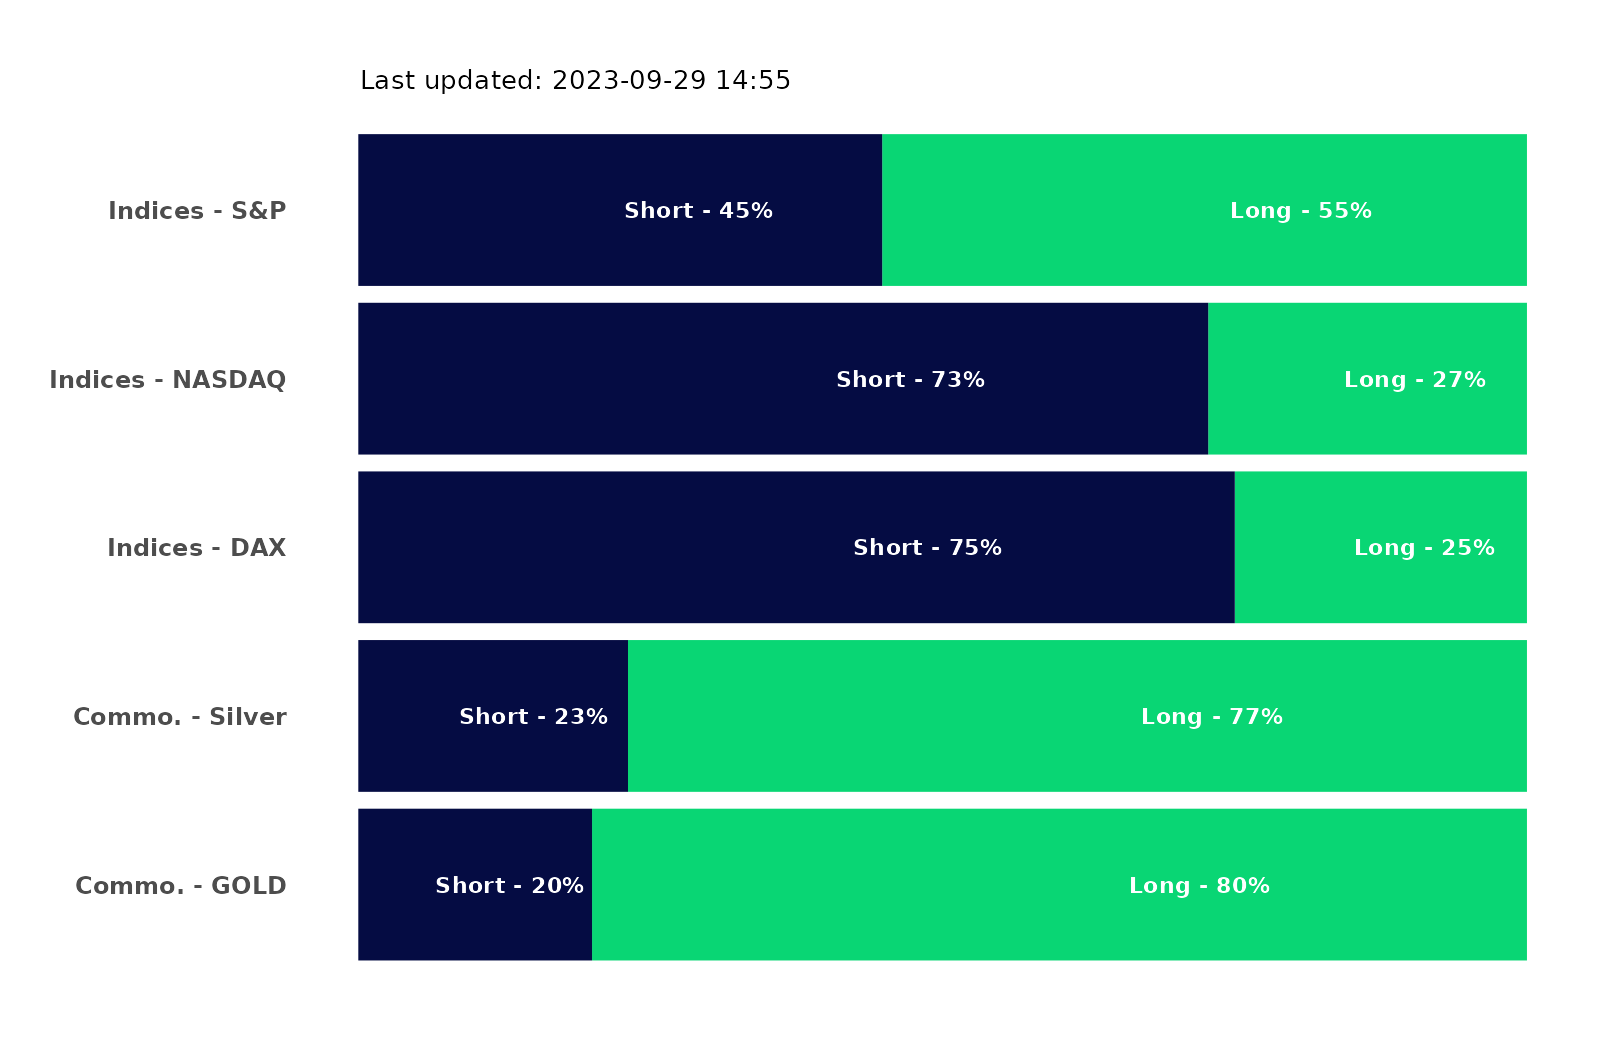 Last updated: 2023-09-29 14:55
Indices - S&P Short - 45% Long - 55%
Indices - NASDAQ Short - 73% Long - 27%
Indices - DAX Short - 75% Long - 25%
Commo. - Silver Short - 23% Long - 77%
Commo. - GOLD Short - 20% Long - 80%